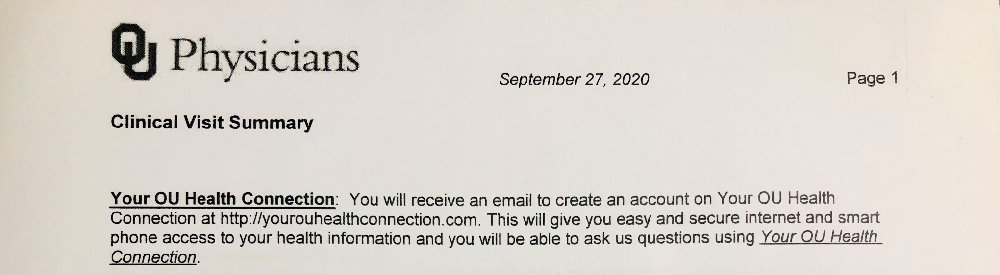 OU Physicians
September 27, 2020
Page 1
Clinical Visit Summary
Your OU Health Connection:  You will receive an email to create an account on Your OU Health
Connection at http://yourouhealthconnection.com. This will give you easy and secure internet and smart
phone access to your health information and you will be able to ask us questions using Your OU Health
Connection.